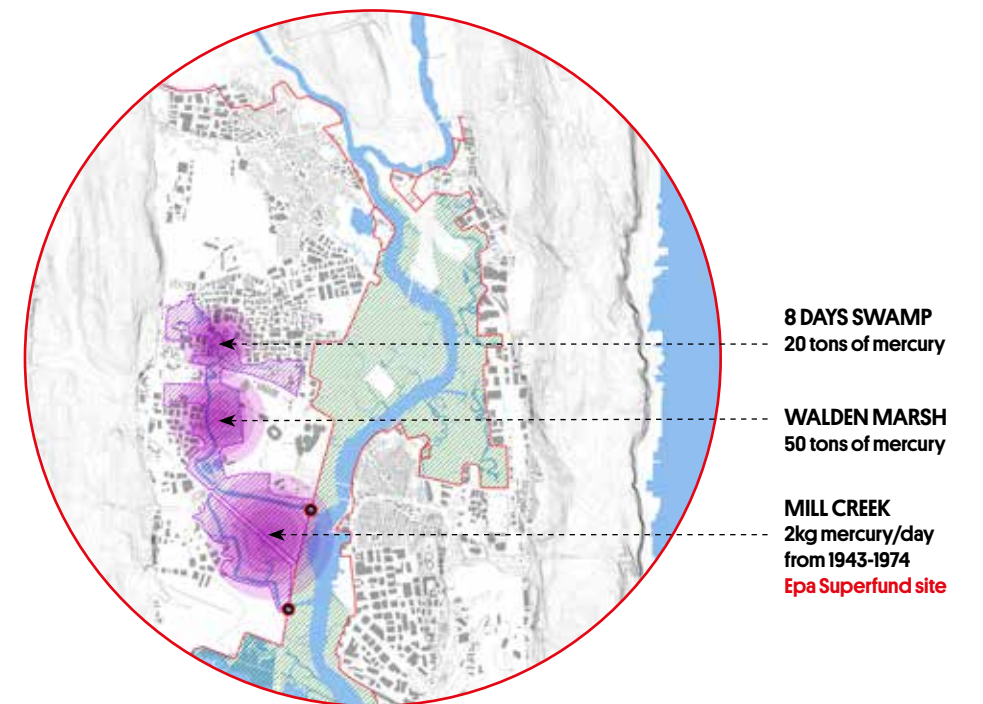 8 DAYS SWAMP
20 tons of mercury
WALDEN MARSH
50 tons of mercury
MILL CREEK
2kg mercury/day
from 1943-1974
Epa Superfund site